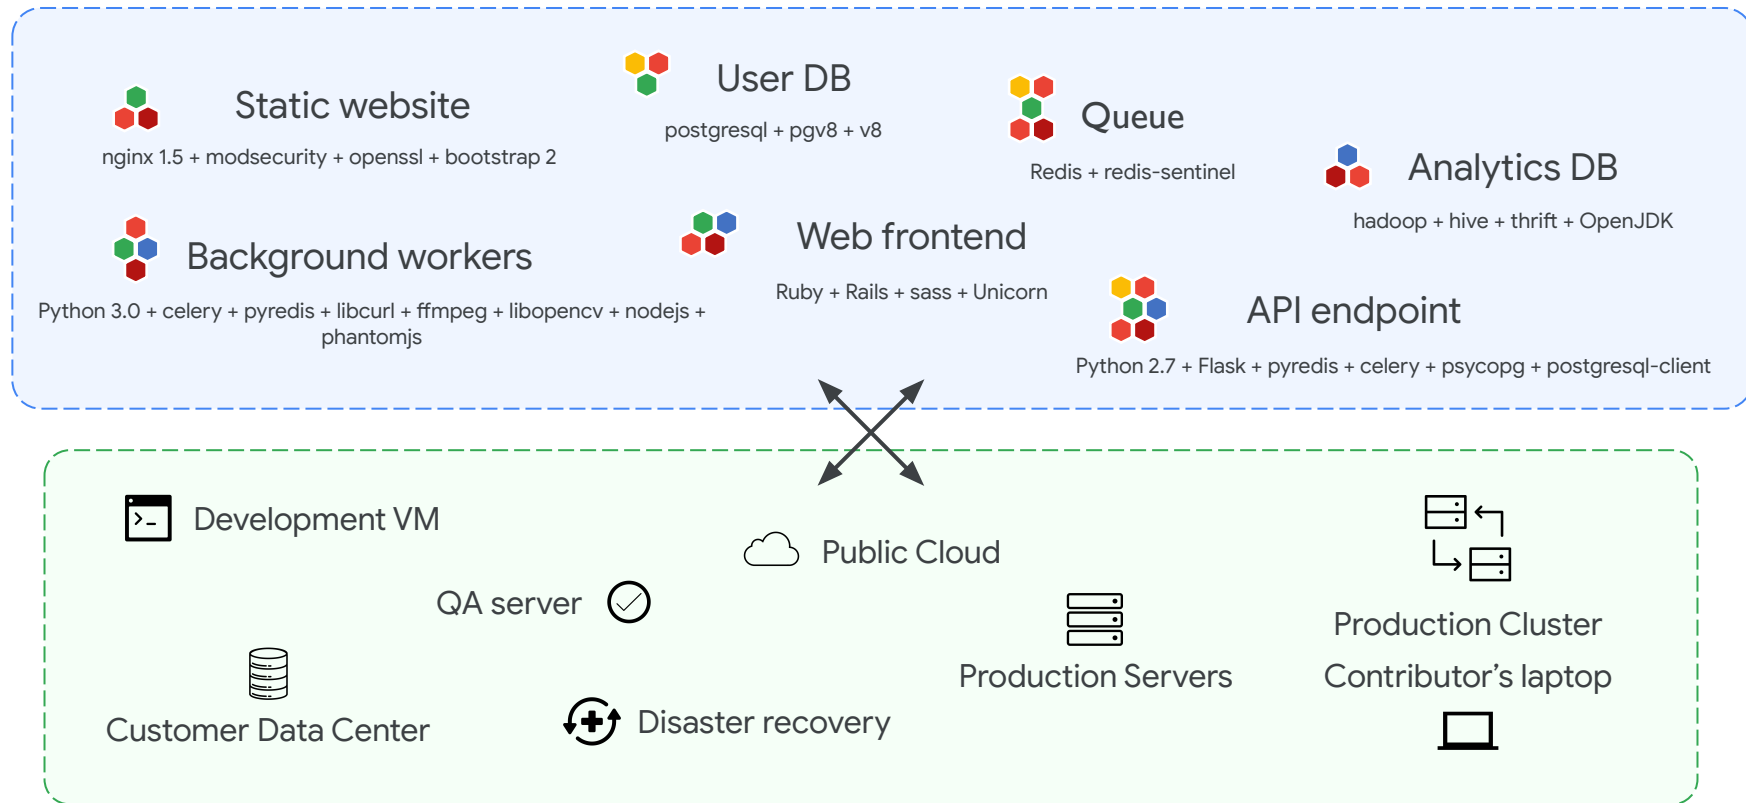 Static website
nginx 1.5 + modsecurity + openssl + bootstrap 2
User DB
postgresql + pgv8 + v8
Queue
Redis + redis-sentinel
Analytics DB
hadoop + hive + thrift + OpenJDK
Background workers
Python 3.0 + celery + pyredis + libcurl + ffmpeg + libopencv + nodejs +
phantomjs
Web frontend
Ruby + Rails + sass + Unicorn
API endpoint
Python 2.7 + Flask + pyredis + celery + psycopg + postgresql-client
Development VM
Public Cloud
QA server
Production Cluster
Production Servers
Contributor’s laptop
Customer Data Center
Disaster recovery